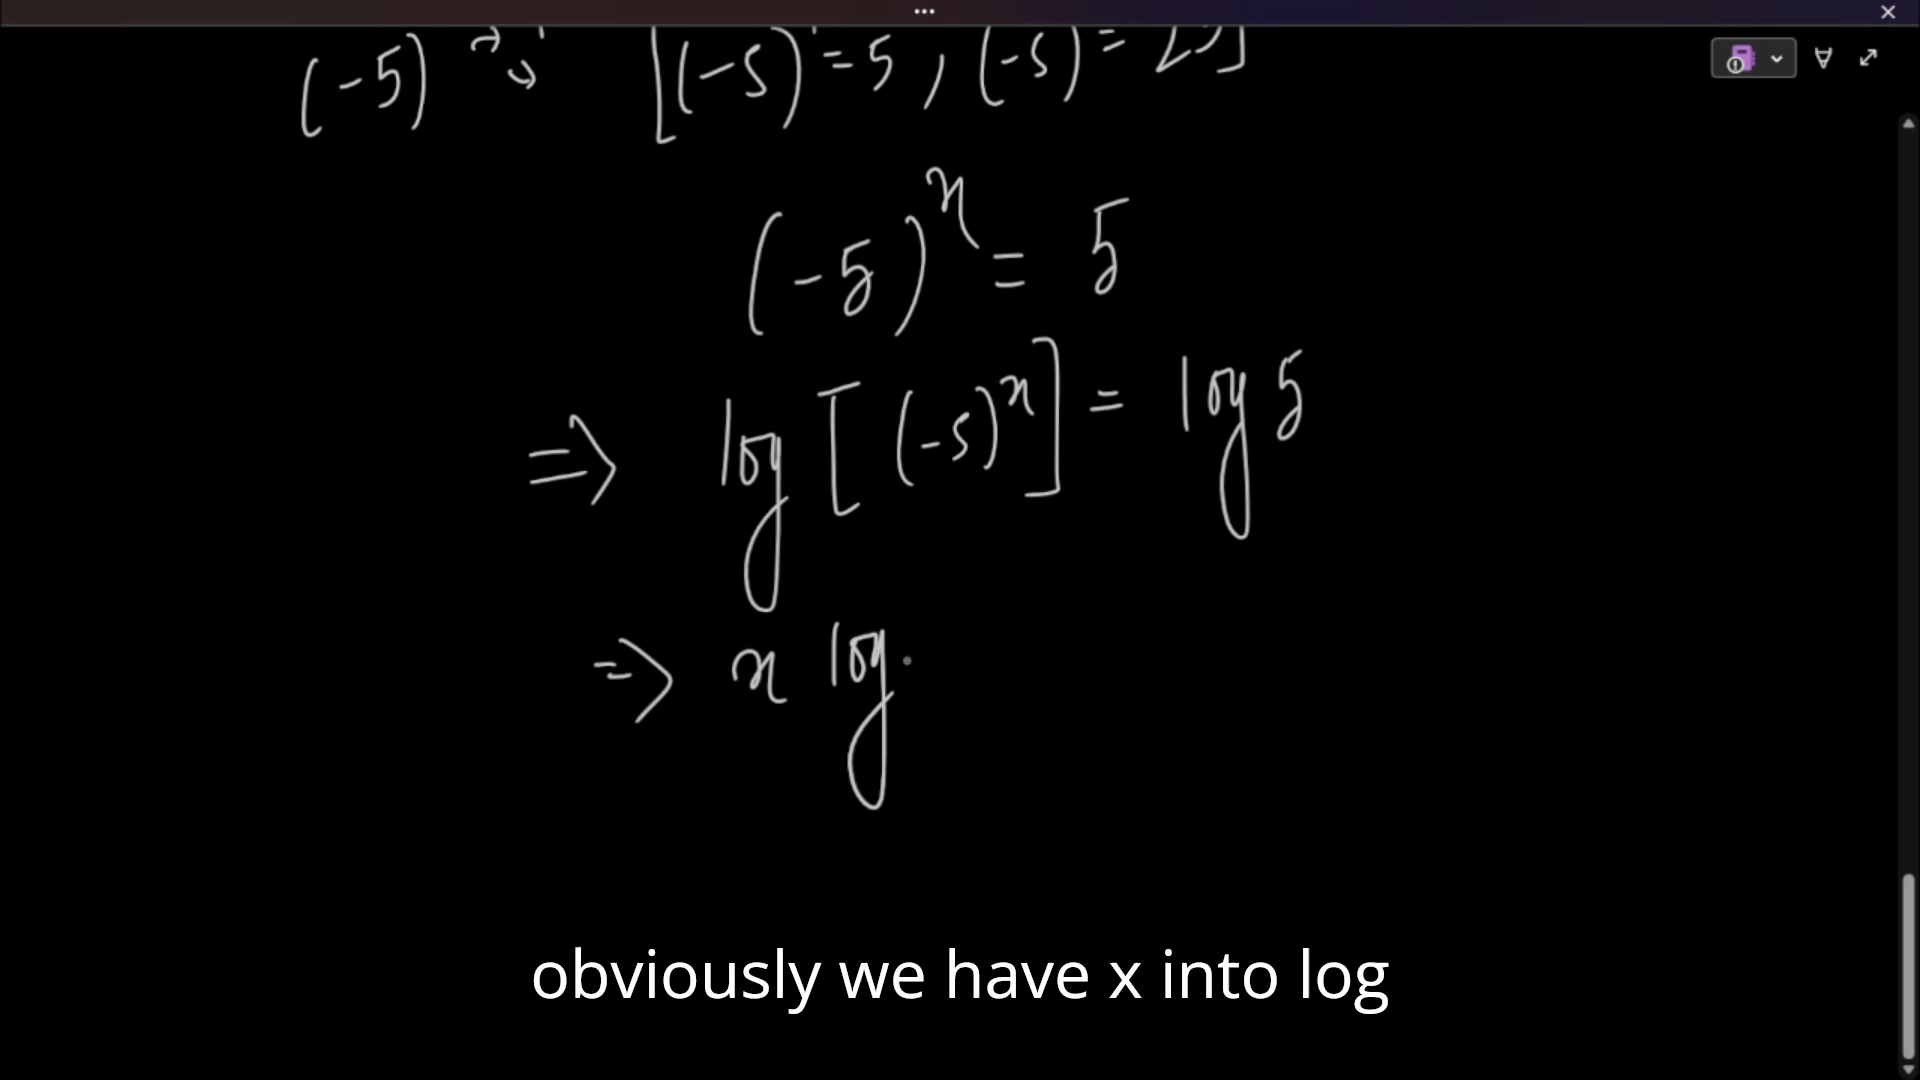 (-5) [(-5) = 5, (-5) =
(-5)^x = 5
=> log [(-5)^x] = log 5
=> x log
obviously we have x into log